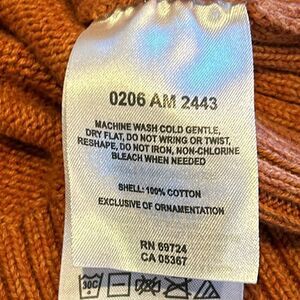 0206 AM 2443
MACHINE WASH COLD GENTLE,
DRY FLAT, DO NOT WRING OR TWIST,
RESHAPE, DO NOT IRON, NON-CHLORINE
BLEACH WHEN NEEDED
SHELL: 100% COTTON
EXCLUSIVE OF ORNAMENTATION
RN 69724
CA 05367
30C